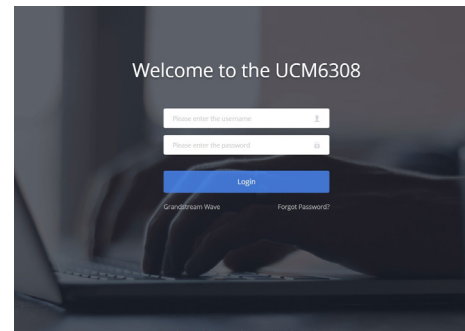 Welcome to the UCM6308
Please enter the username
Please enter the password
Login
Grandstream Wave Forgot Password?